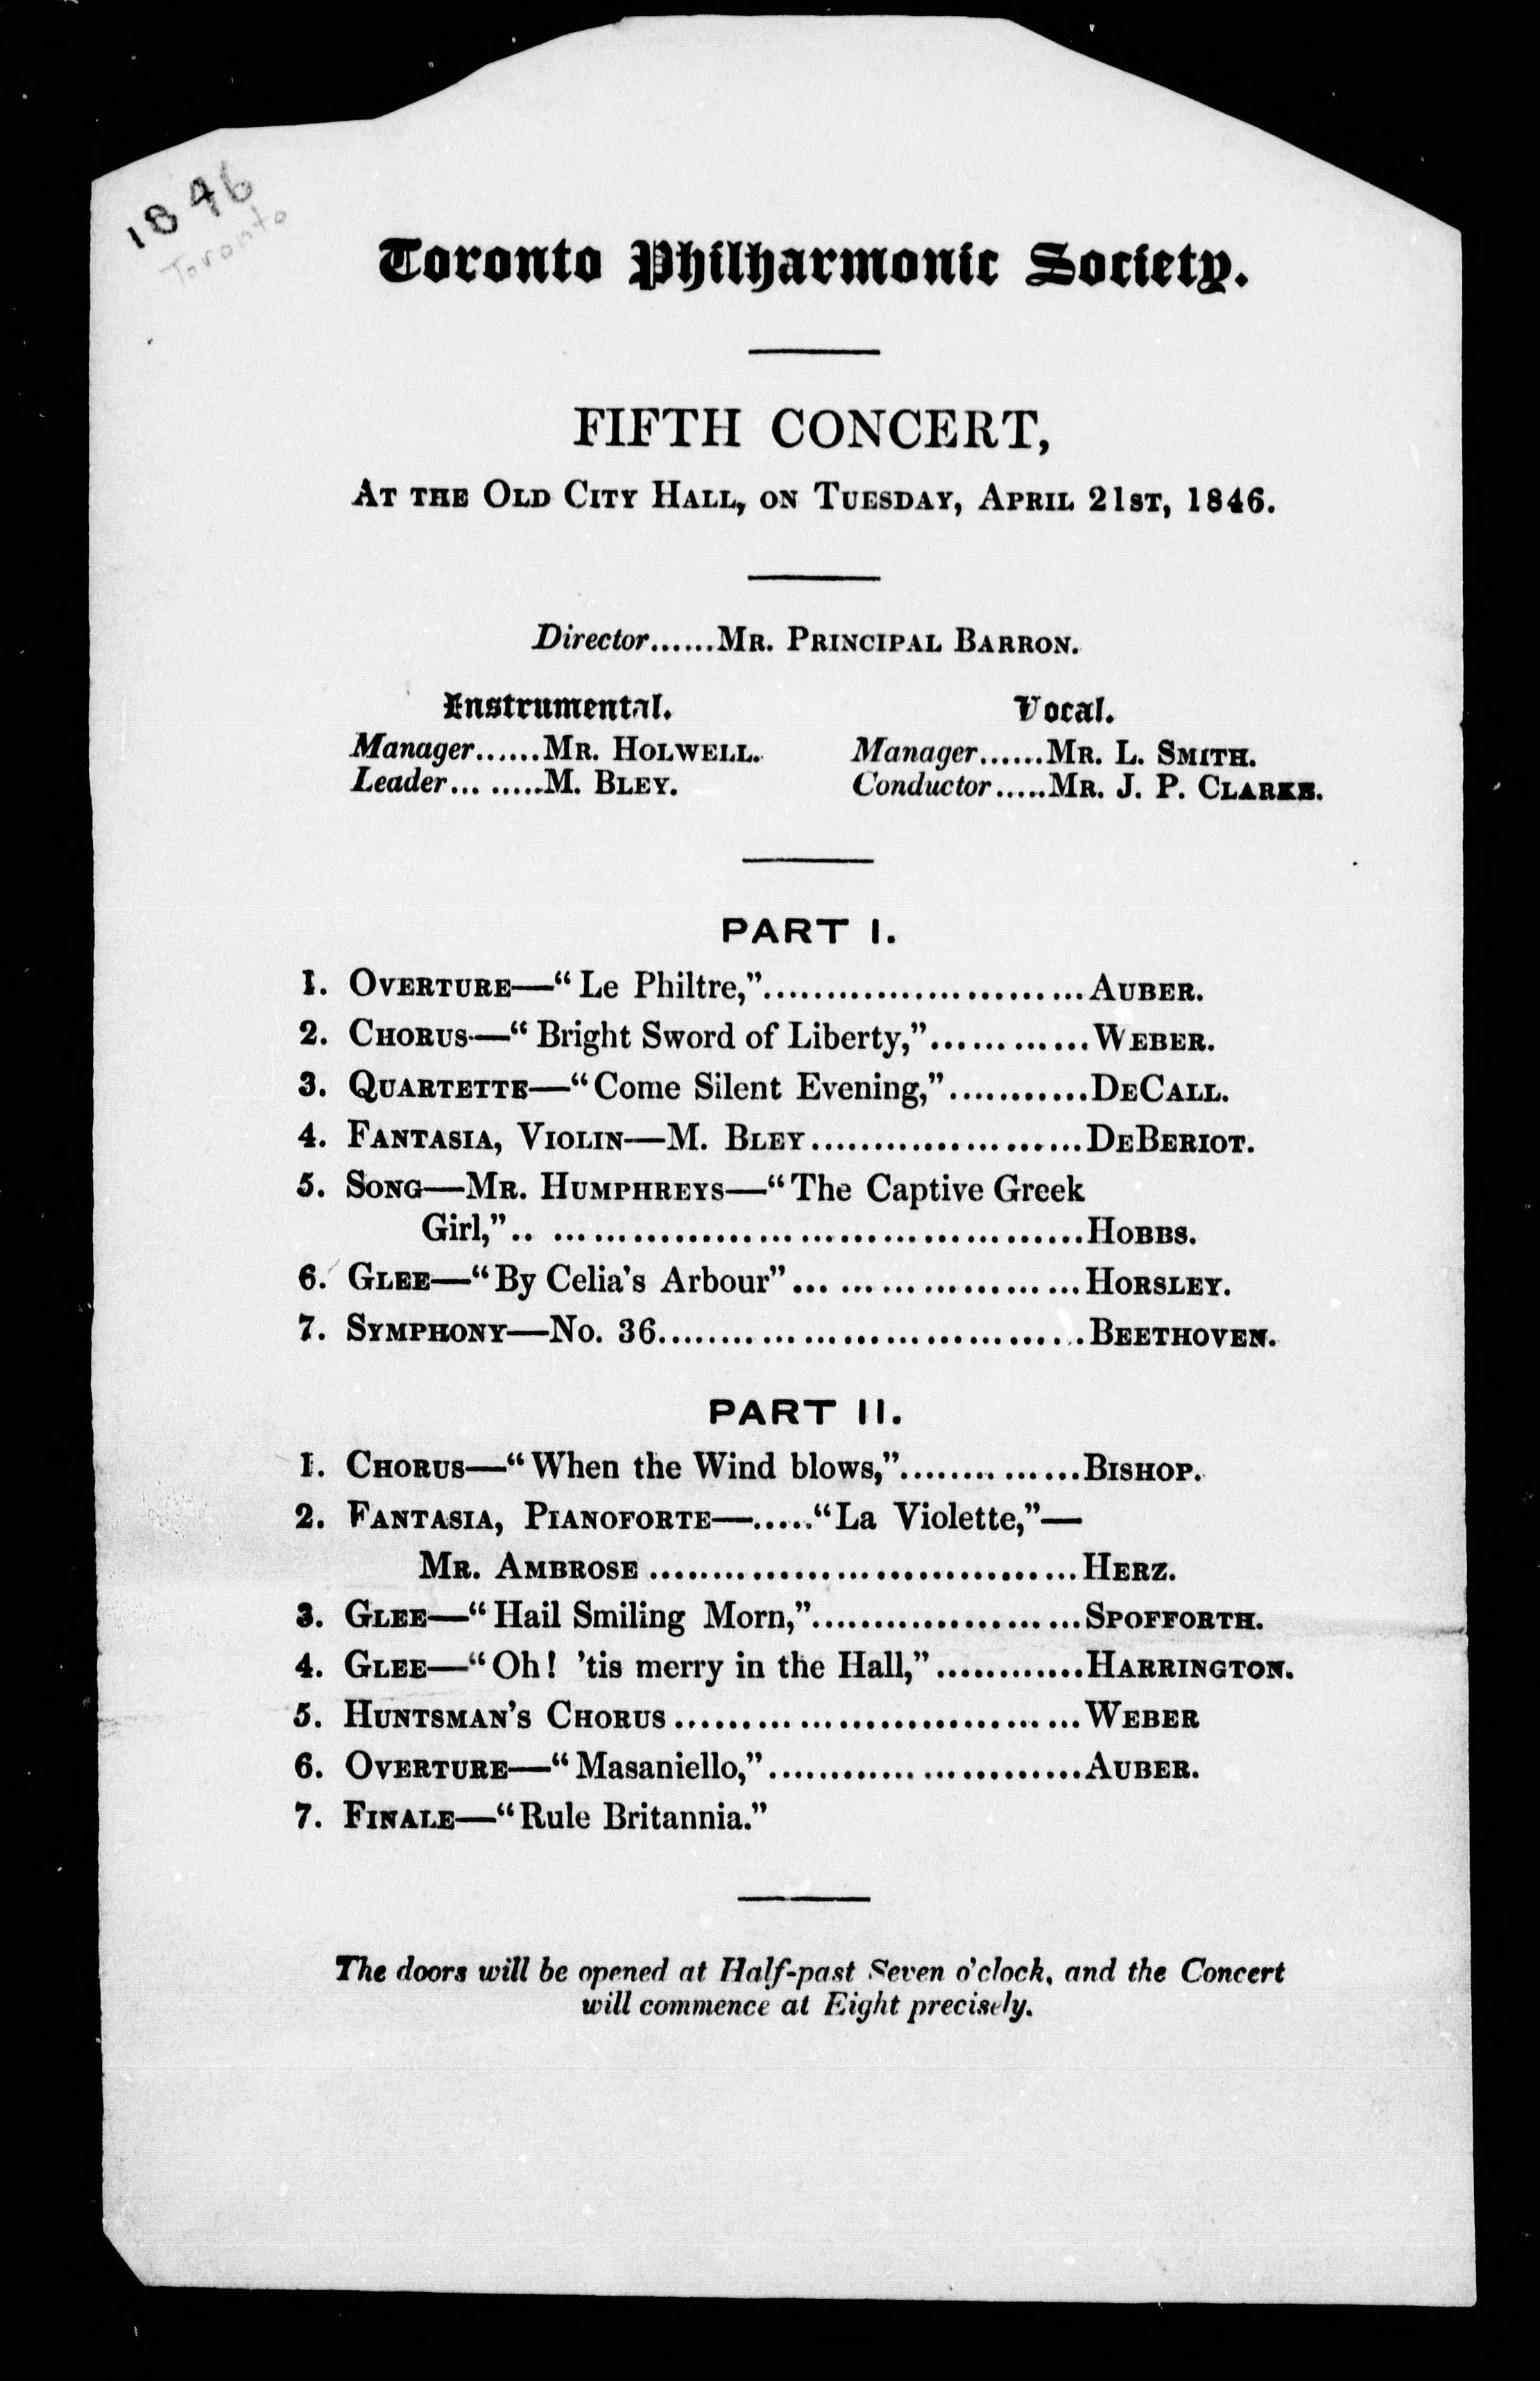 1846
Toronto
Toronto Philharmonic Society.
FIFTH CONCERT,
AT THE OLD CITY HALL, ON TUESDAY, APRIL 21ST, 1846.
Director......MR. PRINCIPAL BARRON.
Instrumental.
Manager......MR. HOLWELL.
Leader... .....M. BLEY.
Vocal.
Manager......MR. L. SMITH.
Conductor.....MR. J. P. CLARKE.
PART I.
1. OVERTURE—“Le Philtre,”..........................AUBER.
2. CHORUS—“Bright Sword of Liberty,”............WEBER.
3. QUARTETTE—“Come Silent Evening,”...........DECALL.
4. FANTASIA, VIOLIN—M. BLEY......................DEBERIOT.
5. SONG—MR. HUMPHREYS—“The Captive Greek
Girl,”.. ........................................HOBBS.
6. GLEE—“By Celia's Arbour”... ...................HORSLEY.
7. SYMPHONY—No. 36..................................BEETHOVEN.
PART II.
1. CHORUS—“When the Wind blows,”..............BISHOP.
2. FANTASIA, PIANOFORTE—.....“La Violette,”—
MR. AMBROSE..................................HERZ.
3. GLEE—“Hail Smiling Morn,”......................SPOFFORTH.
4. GLEE—“Oh! 'tis merry in the Hall,”............HARRINGTON.
5. HUNTSMAN'S CHORUS................................WEBER
6. OVERTURE—“Masaniello,”.........................AUBER.
7. FINALE—“Rule Britannia.”
The doors will be opened at Half-past Seven o'clock, and the Concert
will commence at Eight precisely.